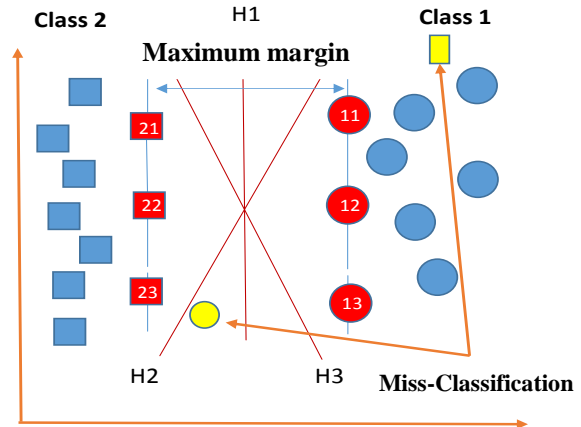 Class 2
H1
Class 1
Maximum margin
21
11
22
12
23
13
H2
H3
Miss-Classification